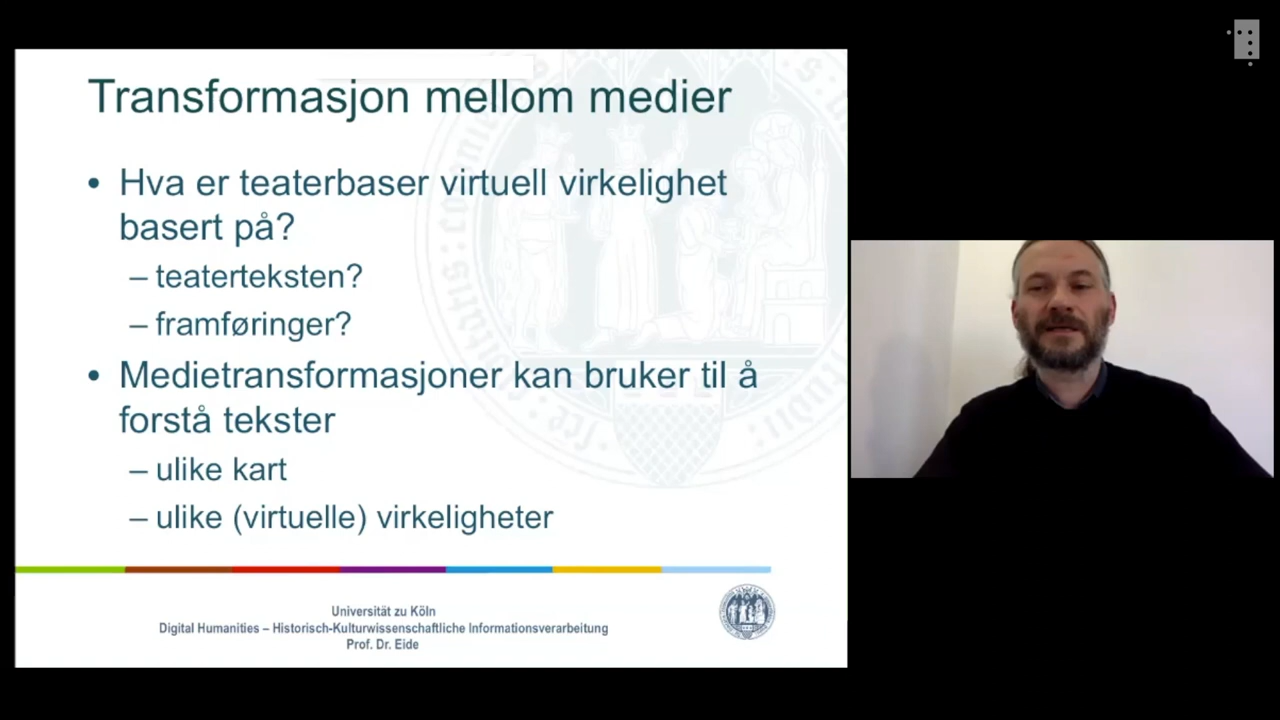 Transformasjon mellom medier
• Hva er teaterbaser virtuell virkelighet
basert på?
– teaterteksten?
– framføringer?
• Medietransformasjoner kan bruker til å
forstå tekster
– ulike kart
– ulike (virtuelle) virkeligheter
Universität zu Köln
Digital Humanities – Historisch-Kulturwissenschaftliche Informationsverarbeitung
Prof. Dr. Eide